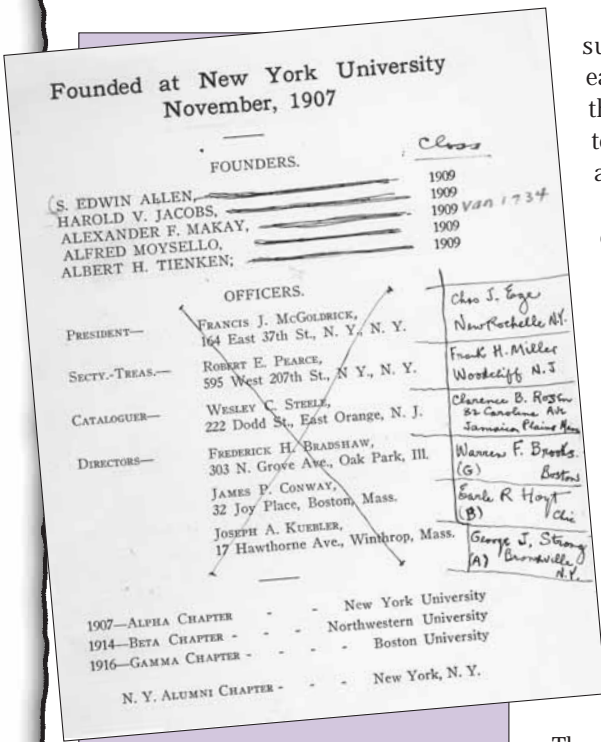 Founded at New York University
November, 1907
Class
FOUNDERS.
S. EDWIN ALLEN, 1909
HAROLD V. JACOBS, 1909
ALEXANDER F. MAKAY, 1909 Van 1734
ALFRED MOYSELLO, 1909
ALBERT H. TIENKEN; 1909
OFFICERS.
PRESIDENT— FRANCIS J. MCGOLDRICK,
164 East 37th St., N. Y., N. Y.
SECTY.-TREAS.— ROBERT E. PEARCE,
595 West 207th St., N Y., N. Y.
CATALOGUER— WESLEY C. STEELE,
222 Dodd St., East Orange, N. J.
DIRECTORS— FREDERICK H. BRADSHAW,
303 N. Grove Ave., Oak Park, Ill.
JAMES P. CONWAY,
32 Joy Place, Boston, Mass.
JOSEPH A. KUEBLER,
17 Hawthorne Ave., Winthrop, Mass.
Chas J. Ege
New Rochelle N.Y.
Frank H. Miller
Woodcliff N.J
Clarence B.
82 Caroline Ave
Jamaica Plains Mass
Warren F. Brooks
(G) Boston
Earle R Hoyt
(B) Chic
George J. Strong
(A) Bronxville
N.Y.
1907—ALPHA CHAPTER - - New York University
1914—BETA CHAPTER - - - Northwestern University
1916—GAMMA CHAPTER - - - Boston University
N. Y. ALUMNI CHAPTER - - - New York, N. Y.